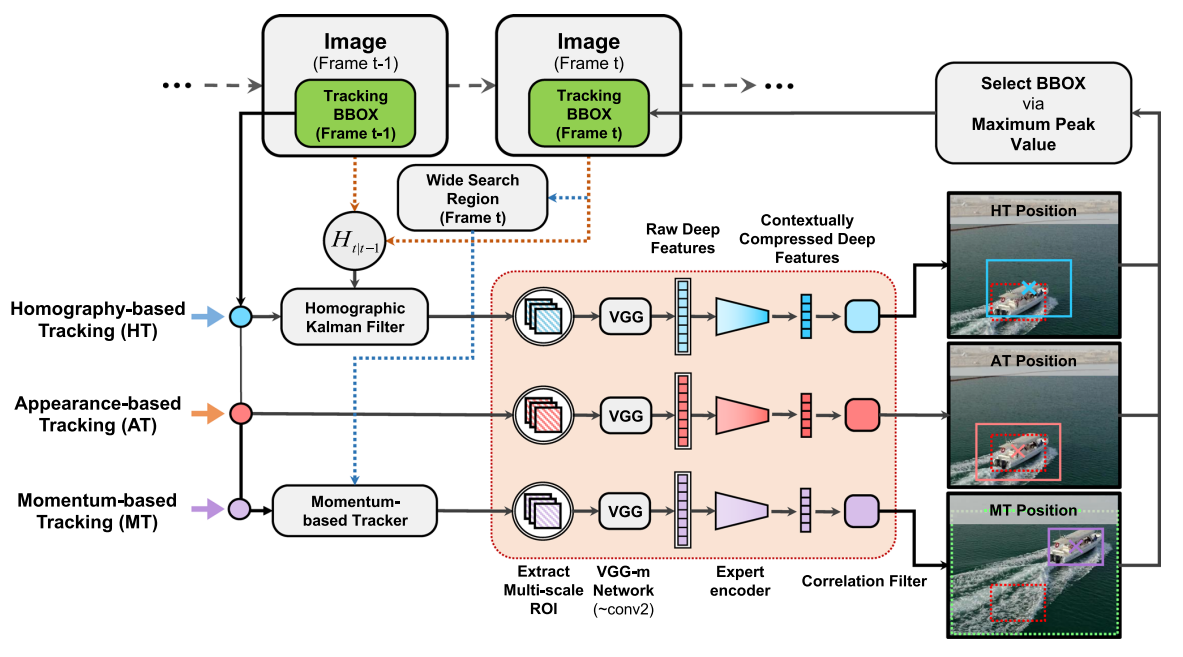 Image
(Frame t-1)
Tracking
BBOX
(Frame t-1)
Image
(Frame t)
Tracking
BBOX
(Frame t)
Select BBOX
via
Maximum Peak
Value
Wide Search
Region
(Frame t)
H t|t−1
Raw Deep
Features
Contextually
Compressed Deep
Features
HT Position
Homography-based
Tracking (HT)
Homographic
Kalman Filter
VGG
AT Position
Appearance-based
Tracking (AT)
VGG
Momentum-based
Tracking (MT)
Momentum-
based Tracker
VGG
MT Position
Extract
Multi-scale
ROI
VGG-m
Network
(~conv2)
Expert
encoder
Correlation Filter